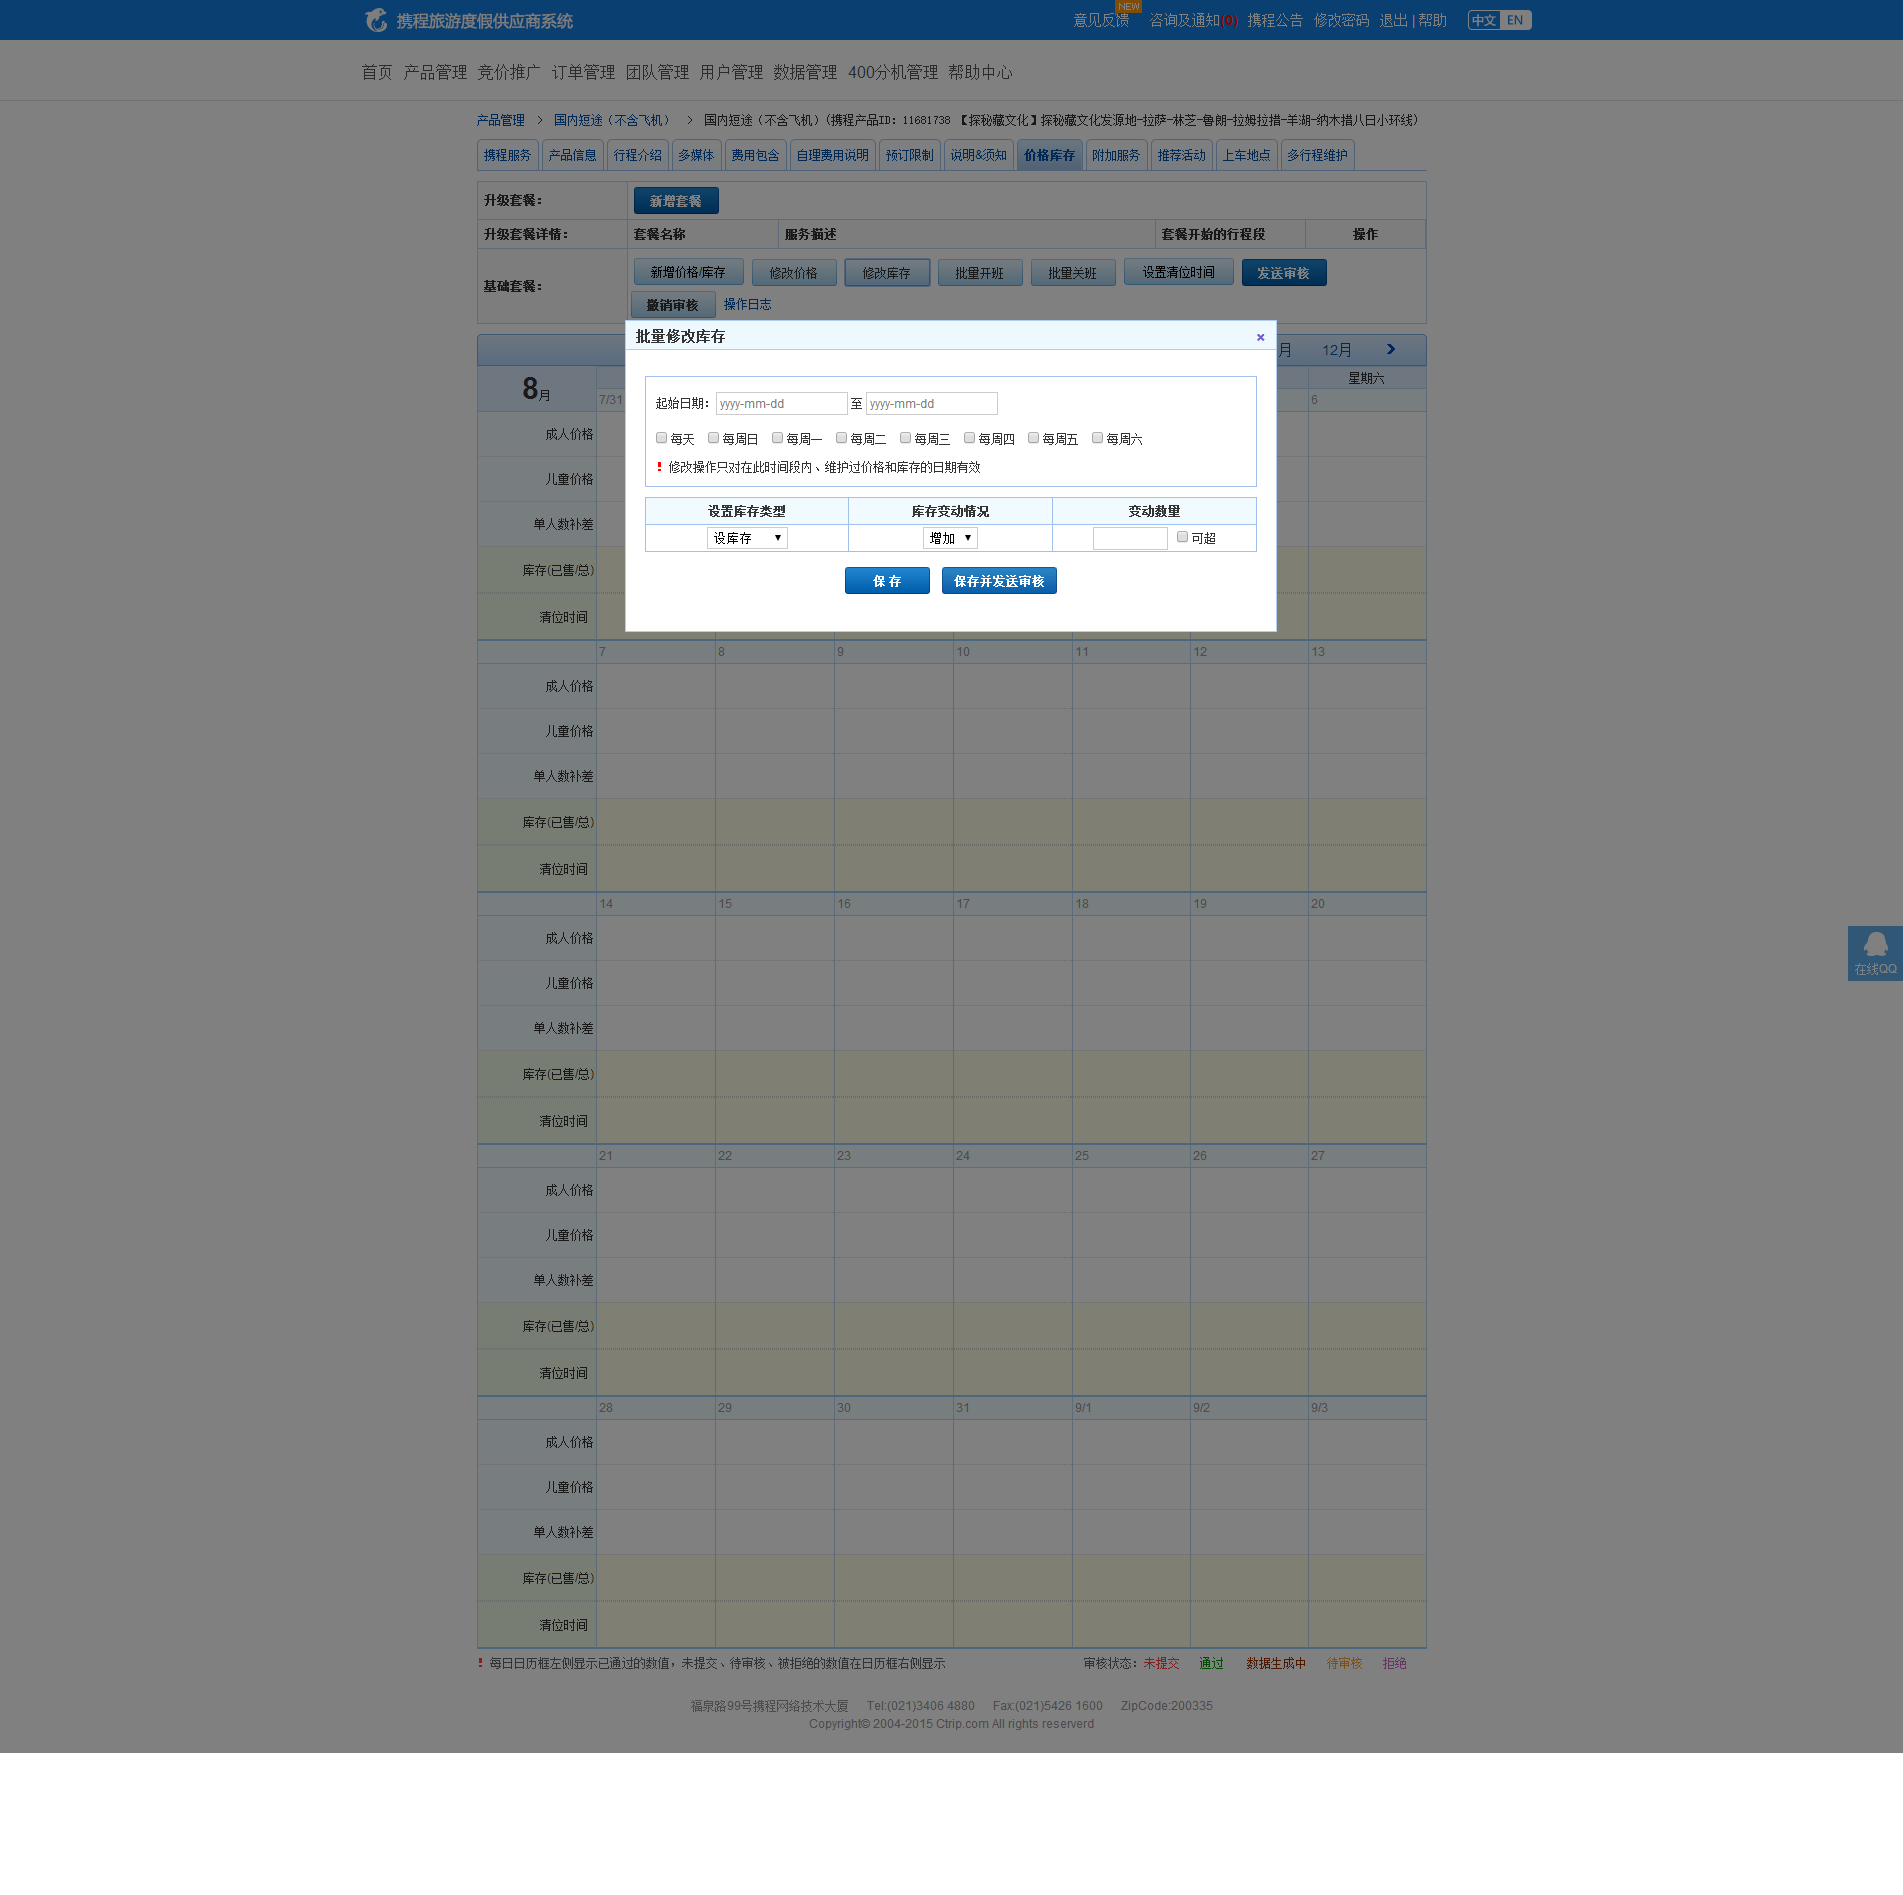 携程旅游度假供应商系统
意见反馈 NEW 咨询及通知(0) 携程公告 修改密码 退出 | 帮助 中文 EN
首页 产品管理 竞价推广 订单管理 团队管理 用户管理 数据管理 400分机管理 帮助中心
产品管理 > 国内短途（不含飞机） > 国内短途（不含飞机）(携程产品ID: 11681738 【探秘藏文化】探秘藏文化发源地-拉萨-林芝-鲁朗-拉姆拉措-羊湖-纳木措八日小环线)
携程服务 产品信息 行程介绍 多媒体 费用包含 自理费用说明 预订限制 说明&须知 价格库存 附加服务 推荐活动 上车地点 多行程维护
升级套餐： 新增套餐
升级套餐详情： 套餐名称 服务描述 套餐开始的行程段 操作
基础套餐： 新增价格/库存 修改价格 修改库存 批量开班 批量关班 设置清位时间 发送审核
撤销审核 操作日志
批量修改库存 ×
月 12月
8月 星期六
7/31 6
起始日期： yyyy-mm-dd 至 yyyy-mm-dd
每天 每周日 每周一 每周二 每周三 每周四 每周五 每周六
! 修改操作只对在此时间段内、维护过价格和库存的日期有效
设置库存类型 库存变动情况 变动数量
设库存 增加 可超
保 存 保存并发送审核
成人价格
儿童价格
单人数补差
库存(已售/总)
清位时间
7 8 9 10 11 12 13
成人价格
儿童价格
单人数补差
库存(已售/总)
清位时间
14 15 16 17 18 19 20
成人价格
儿童价格
单人数补差
库存(已售/总)
清位时间
21 22 23 24 25 26 27
成人价格
儿童价格
单人数补差
库存(已售/总)
清位时间
28 29 30 31 9/1 9/2 9/3
成人价格
儿童价格
单人数补差
库存(已售/总)
清位时间
在线QQ
! 每日日历框左侧显示已通过的数值，未提交、待审核、被拒绝的数值在日历框右侧显示 审核状态：未提交 通过 数据生成中 待审核 拒绝
福泉路99号携程网络技术大厦 Tel:(021)3406 4880 Fax:(021)5426 1600 ZipCode:200335
Copyright© 2004-2015 Ctrip.com All rights reserverd